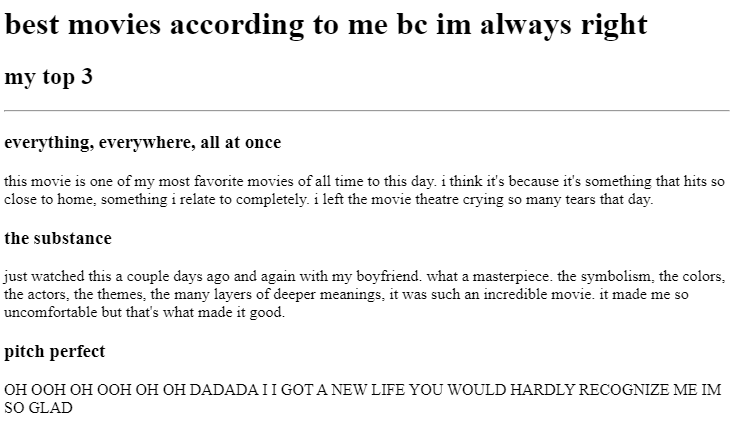 best movies according to me bc im always right
my top 3
everything, everywhere, all at once
this movie is one of my most favorite movies of all time to this day. i think it's because it's something that hits so
close to home, something i relate to completely. i left the movie theatre crying so many tears that day.
the substance
just watched this a couple days ago and again with my boyfriend. what a masterpiece. the symbolism, the colors,
the actors, the themes, the many layers of deeper meanings, it was such an incredible movie. it made me so
uncomfortable but that's what made it good.
pitch perfect
OH OOH OH OOH OH OH DADADA I I GOT A NEW LIFE YOU WOULD HARDLY RECOGNIZE ME IM
SO GLAD